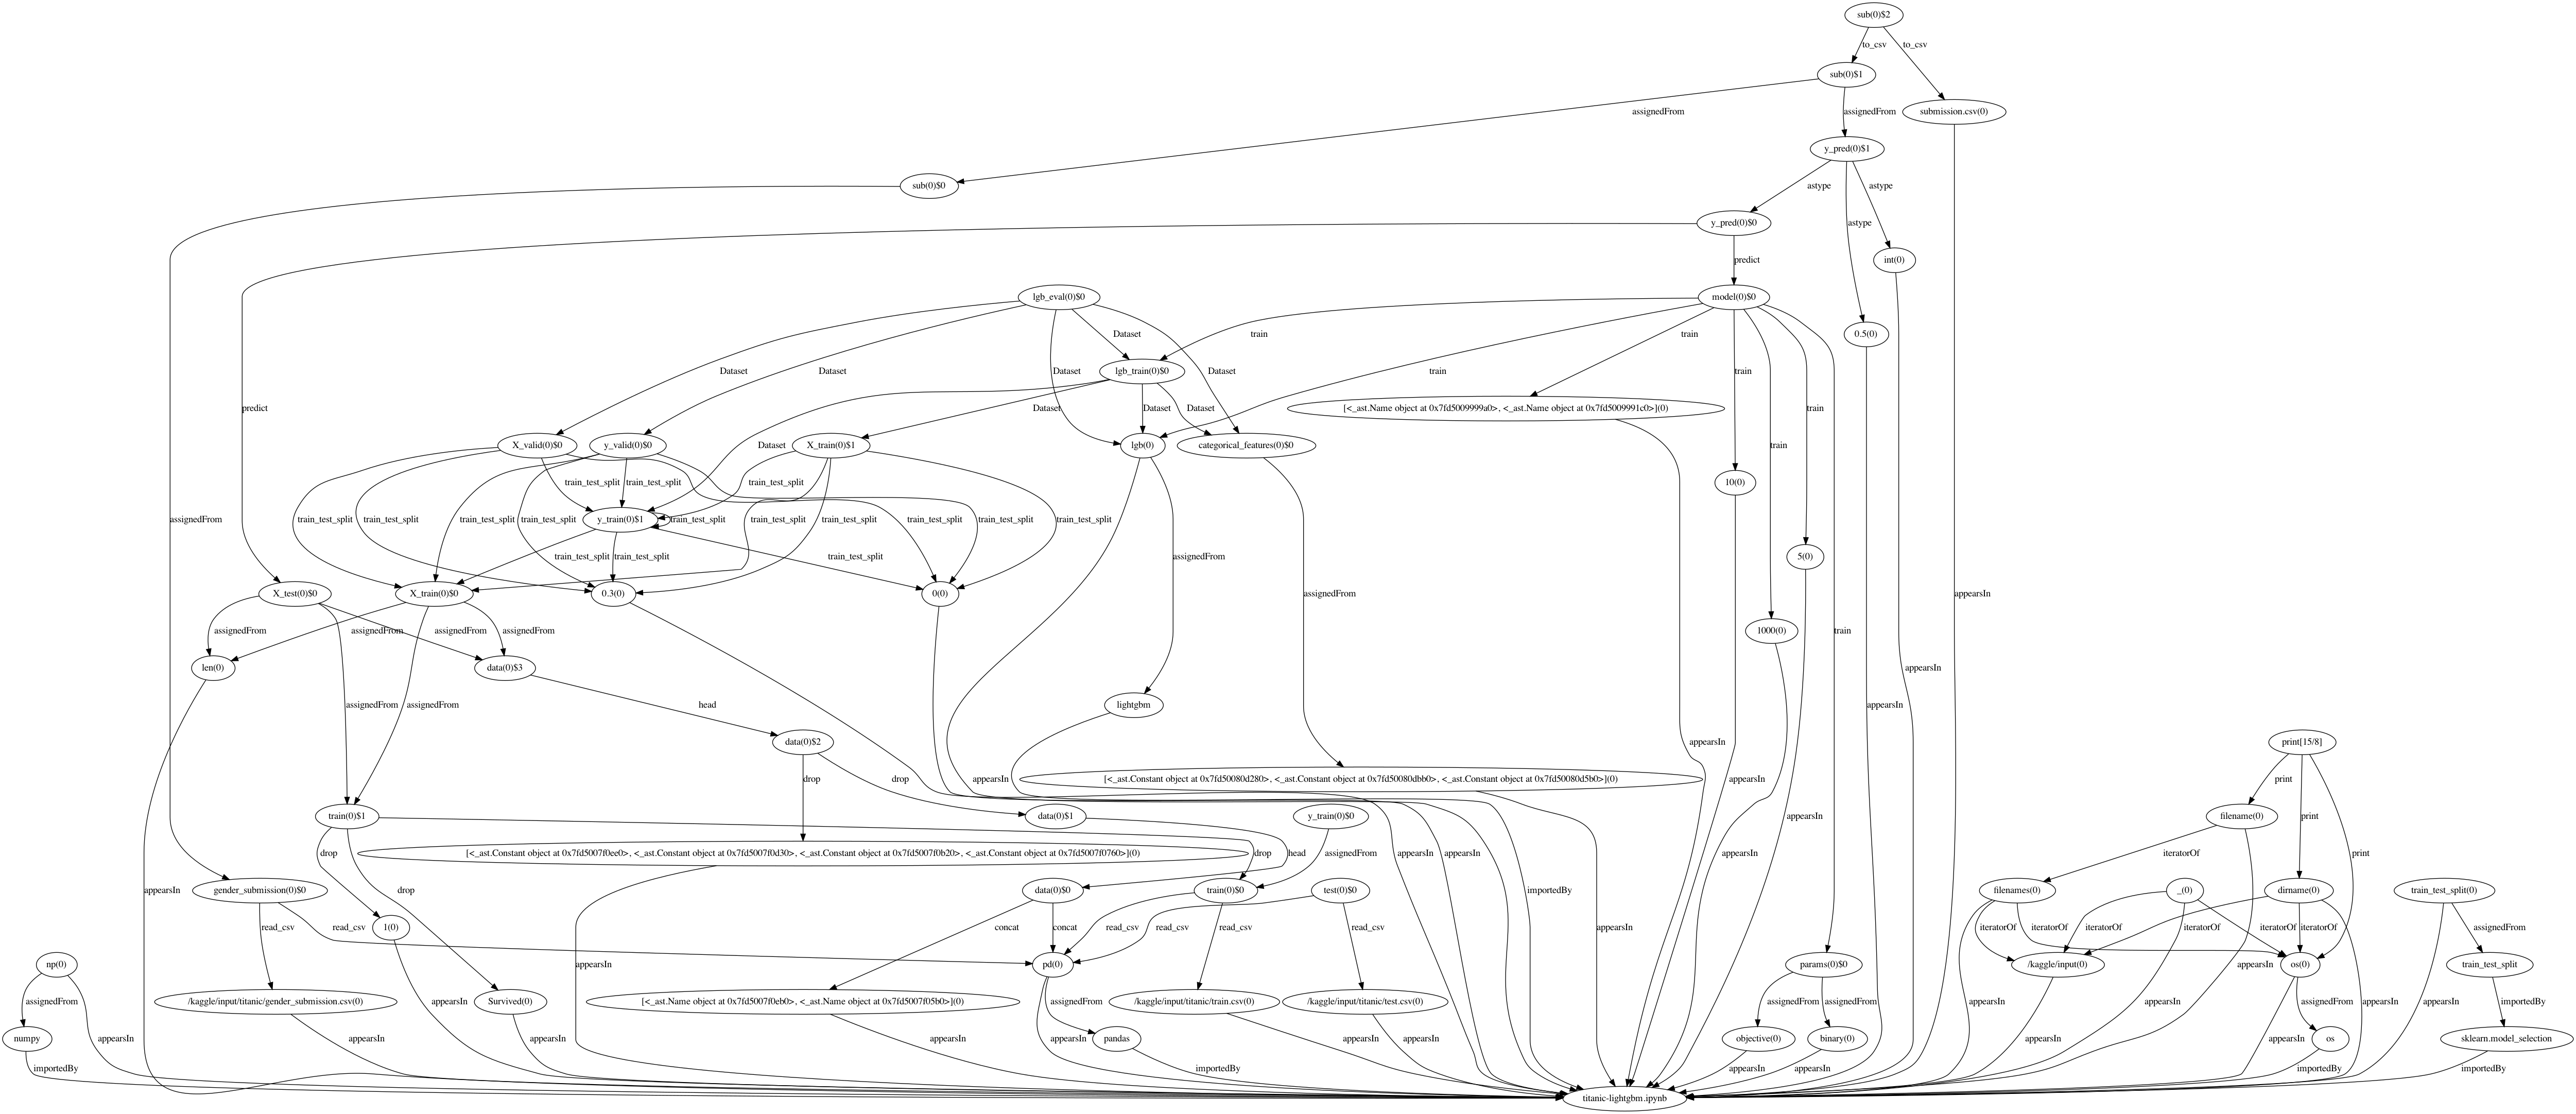 sub(0)$2
to_csv
to_csv
sub(0)$1
assignedFrom
assignedFrom
submission.csv(0)
y_pred(0)$1
sub(0)$0
astype
astype
astype
y_pred(0)$0
predict
int(0)
lgb_eval(0)$0
model(0)$0
0.5(0)
Dataset
Dataset
Dataset
Dataset
Dataset
train
train
train
train
train
train
train
lgb_train(0)$0
predict
Dataset
Dataset
Dataset
Dataset
[<_ast.Name object at 0x7fd5009999a0>, <_ast.Name object at 0x7fd5009991c0>](0)
X_valid(0)$0
y_valid(0)$0
X_train(0)$1
lgb(0)
categorical_features(0)$0
10(0)
train_test_split
train_test_split
train_test_split
assignedFrom
y_train(0)$1
train_test_split
train_test_split
train_test_split
train_test_split
train_test_split
train_test_split
train_test_split
train_test_split
train_test_split
train_test_split
train_test_split
train_test_split
train_test_split
assignedFrom
5(0)
X_test(0)$0
X_train(0)$0
0.3(0)
0(0)
assignedFrom
appearsIn
assignedFrom
assignedFrom
assignedFrom
assignedFrom
1000(0)
len(0)
data(0)$3
appearsIn
assignedFrom
assignedFrom
head
lightgbm
appearsIn
data(0)$2
appearsIn
print[15/8]
drop
drop
appearsIn
[<_ast.Constant object at 0x7fd50080d280>, <_ast.Constant object at 0x7fd50080dbb0>, <_ast.Constant object at 0x7fd50080d5b0>](0)
appearsIn
print
train(0)$1
data(0)$1
y_train(0)$0
appearsIn
filename(0)
print
drop
[<_ast.Constant object at 0x7fd5007f0ee0>, <_ast.Constant object at 0x7fd5007f0d30>, <_ast.Constant object at 0x7fd5007f0b20>, <_ast.Constant object at 0x7fd5007f0760>](0)
drop
head
assignedFrom
appearsIn
appearsIn
appearsIn
iteratorOf
print
appearsIn
drop
gender_submission(0)$0
data(0)$0
train(0)$0
test(0)$0
importedBy
filenames(0)
_(0)
dirname(0)
train_test_split(0)
read_csv
read_csv
1(0)
concat
concat
read_csv
read_csv
read_csv
read_csv
appearsIn
iteratorOf
iteratorOf
iteratorOf
iteratorOf
iteratorOf
iteratorOf
assignedFrom
np(0)
appearsIn
pd(0)
params(0)$0
/kaggle/input(0)
appearsIn
os(0)
train_test_split
assignedFrom
/kaggle/input/titanic/gender_submission.csv(0)
appearsIn
Survived(0)
[<_ast.Name object at 0x7fd5007f0eb0>, <_ast.Name object at 0x7fd5007f05b0>](0)
assignedFrom
/kaggle/input/titanic/train.csv(0)
/kaggle/input/titanic/test.csv(0)
assignedFrom
assignedFrom
appearsIn
appearsIn
assignedFrom
appearsIn
appearsIn
importedBy
numpy
appearsIn
appearsIn
appearsIn
appearsIn
appearsIn
pandas
appearsIn
appearsIn
objective(0)
binary(0)
appearsIn
appearsIn
os
sklearn.model_selection
importedBy
importedBy
appearsIn
appearsIn
importedBy
importedBy
titanic-lightgbm.ipynb